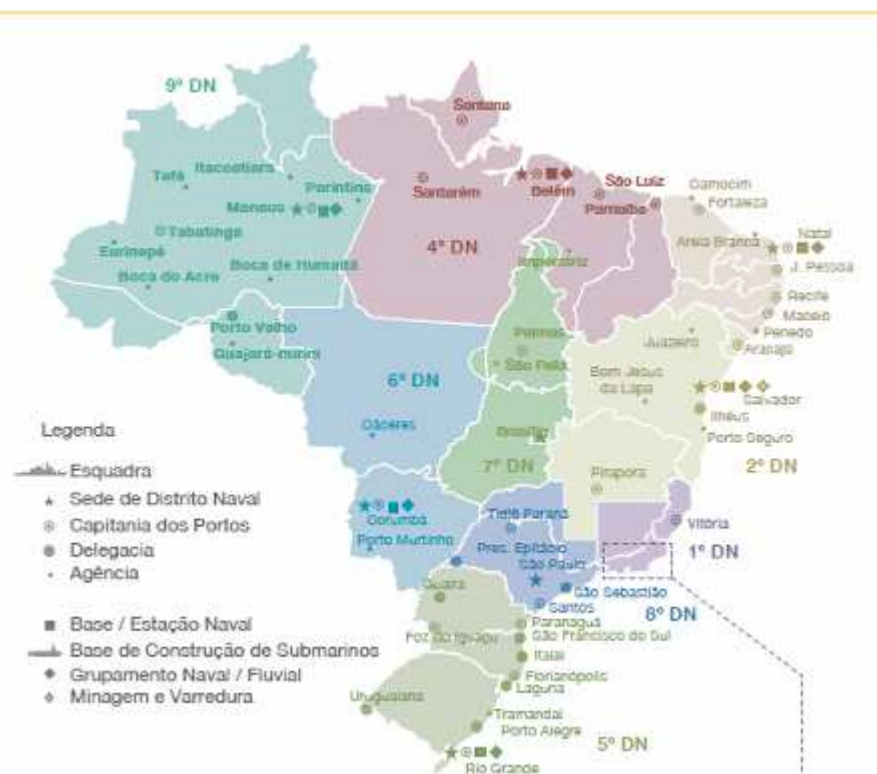 9º DN
Santana
Itacoatiara
Tefé
Parintins
Manaus
Tabatinga
Eurinepé
Boca do Acre
Boca de Humaitá
Porto Velho
Guajará-mirim
Santarém
Belém
São Luiz
Parnaíba
4º DN
Imperatriz
Camocim
Fortaleza
Areia Branca
Natal
J. Pessoa
Recife
Maceió
Penedo
Aracajú
Juazeiro
Bom Jesus
da Lapa
Salvador
Ilhéus
Porto Seguro
2º DN
Palmas
São Felix
6º DN
Cáceres
Brasília
7º DN
Pirapora
Corumbá
Porto Murtinho
Tietê Paraná
Pres. Epitácio
São Paulo
São Sebastião
Santos
8º DN
Vitória
1º DN
Guaíra
Foz do Iguaçu
Paranaguá
São Francisco do Sul
Itajaí
Florianópolis
Laguna
Uruguaiana
Tramandaí
Porto Alegre
Rio Grande
5º DN
Legenda
Esquadra
Sede de Distrito Naval
Capitania dos Portos
Delegacia
Agência
Base / Estação Naval
Base de Construção de Submarinos
Grupamento Naval / Fluvial
Minagem e Varredura